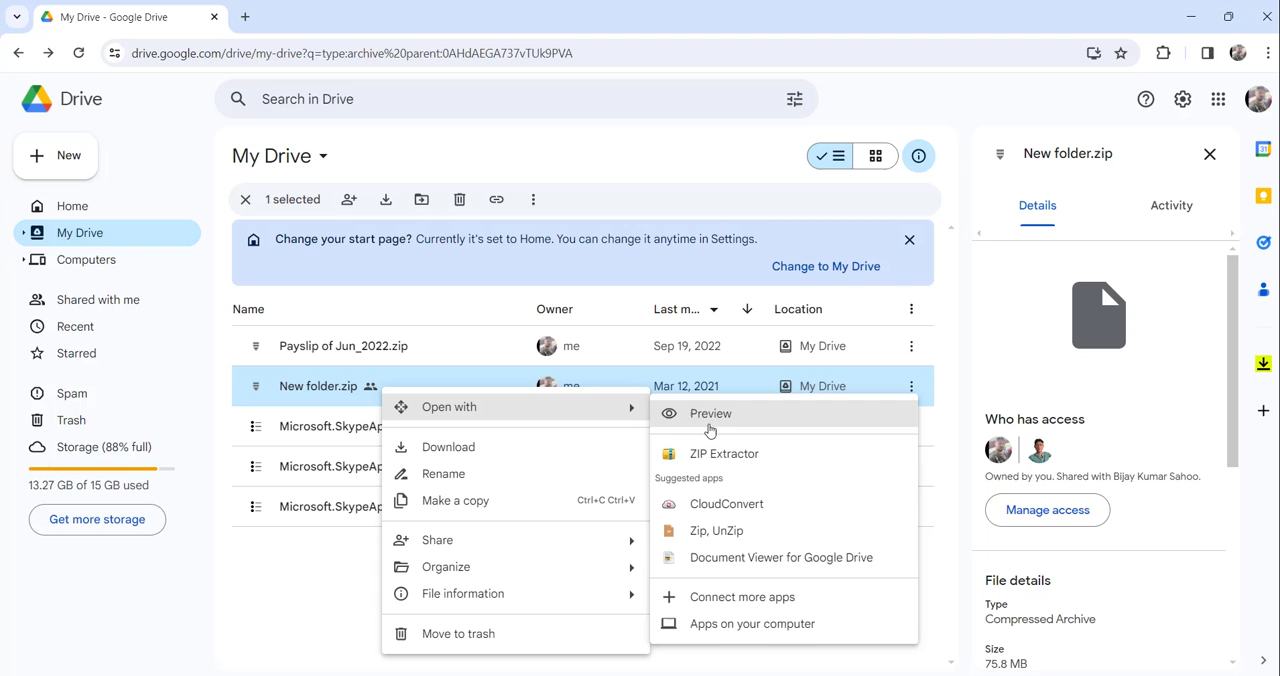 My Drive - Google Drive
drive.google.com/drive/my-drive?q=type:archive%20parent:0AHdAEGA737vTUk9PVA
Drive
Search in Drive
New
Home
My Drive
Computers
Shared with me
Recent
Starred
Spam
Trash
Storage (88% full)
13.27 GB of 15 GB used
Get more storage
My Drive
1 selected
Change your start page? Currently it's set to Home. You can change it anytime in Settings.
Change to My Drive
Name Owner Last m... Location
Payslip of Jun_2022.zip me Sep 19, 2022 My Drive
New folder.zip me Mar 12, 2021 My Drive
Microsoft.SkypeAp
Microsoft.SkypeAp
Microsoft.SkypeAp
Open with
Download
Rename
Make a copy Ctrl+C Ctrl+V
Share
Organize
File information
Move to trash
Preview
ZIP Extractor
Suggested apps
CloudConvert
Zip, UnZip
Document Viewer for Google Drive
Connect more apps
Apps on your computer
New folder.zip
Details Activity
Who has access
Owned by you. Shared with Bijay Kumar Sahoo.
Manage access
File details
Type
Compressed Archive
Size
75.8 MB
31